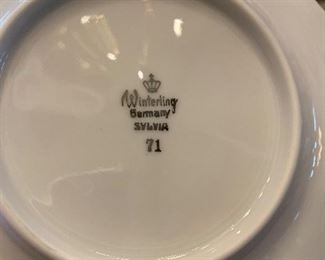 Winterling
Germany
SYLVIA
71